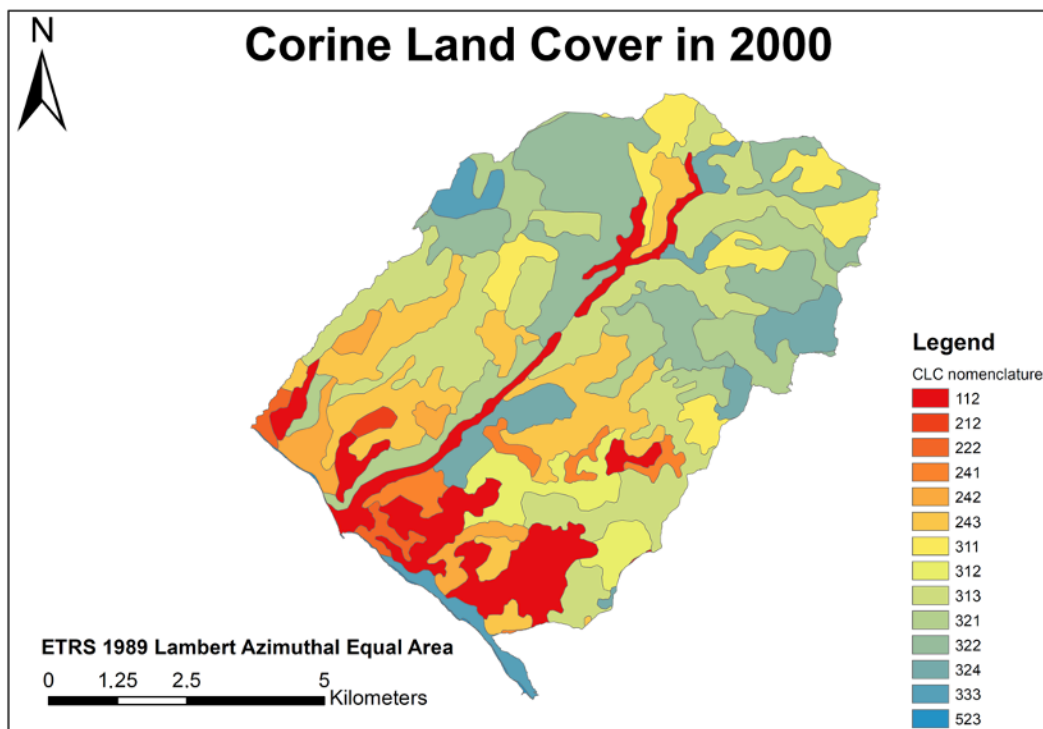 Corine Land Cover in 2000
N
Legend
CLC nomenclature
112
212
222
241
242
243
311
312
313
321
322
324
333
523
ETRS 1989 Lambert Azimuthal Equal Area
0 1,25 2.5 5
Kilometers